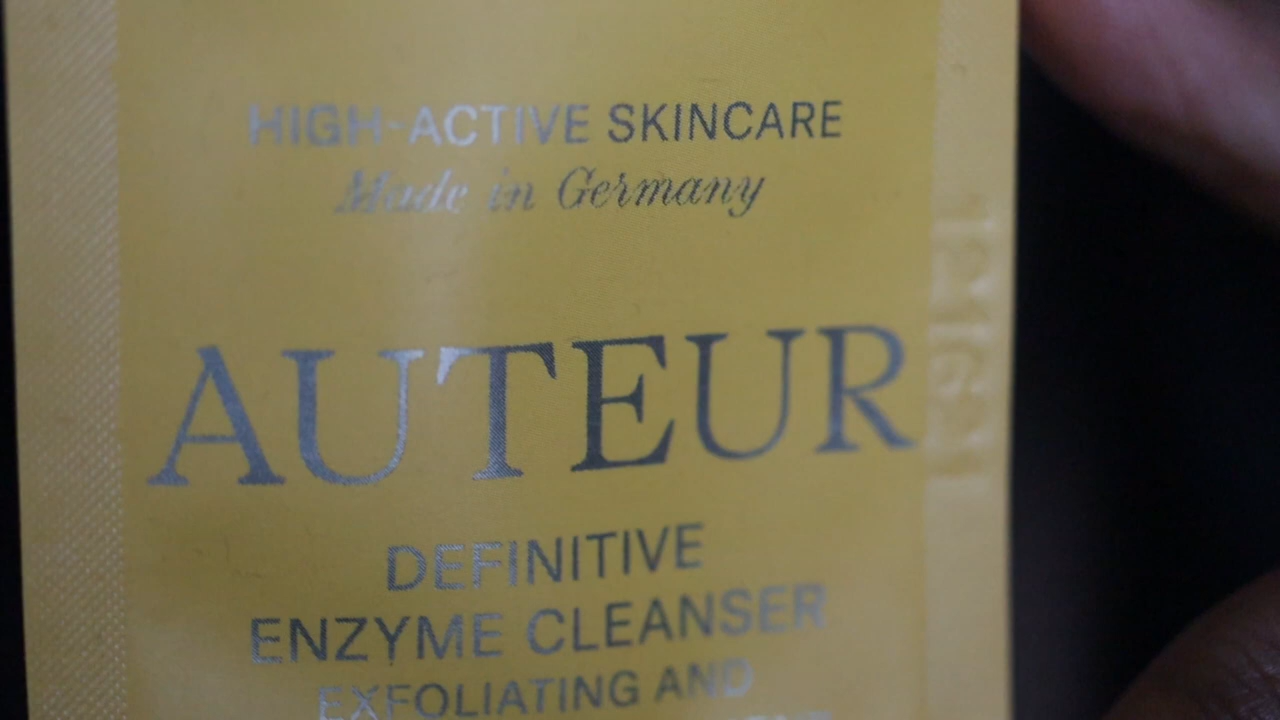 HIGH-ACTIVE SKINCARE
Made in Germany
AUTEUR
DEFINITIVE
ENZYME CLEANSER
EXFOLIATING AND